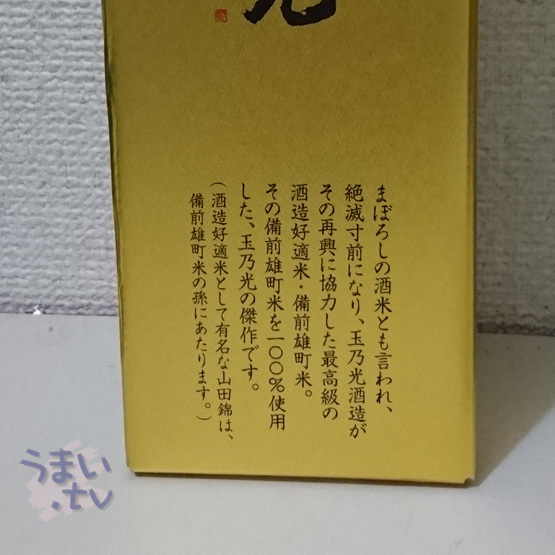 光
まぼろしの酒米とも言われ、
絶滅寸前になり、玉乃光酒造が
その再興に協力した最高級の
酒造好適米・備前雄町米。
その備前雄町米を一〇〇%使用
した、玉乃光の傑作です。
(酒造好適米として有名な山田錦は、
備前雄町米の孫にあたります。)
うまい
.tv